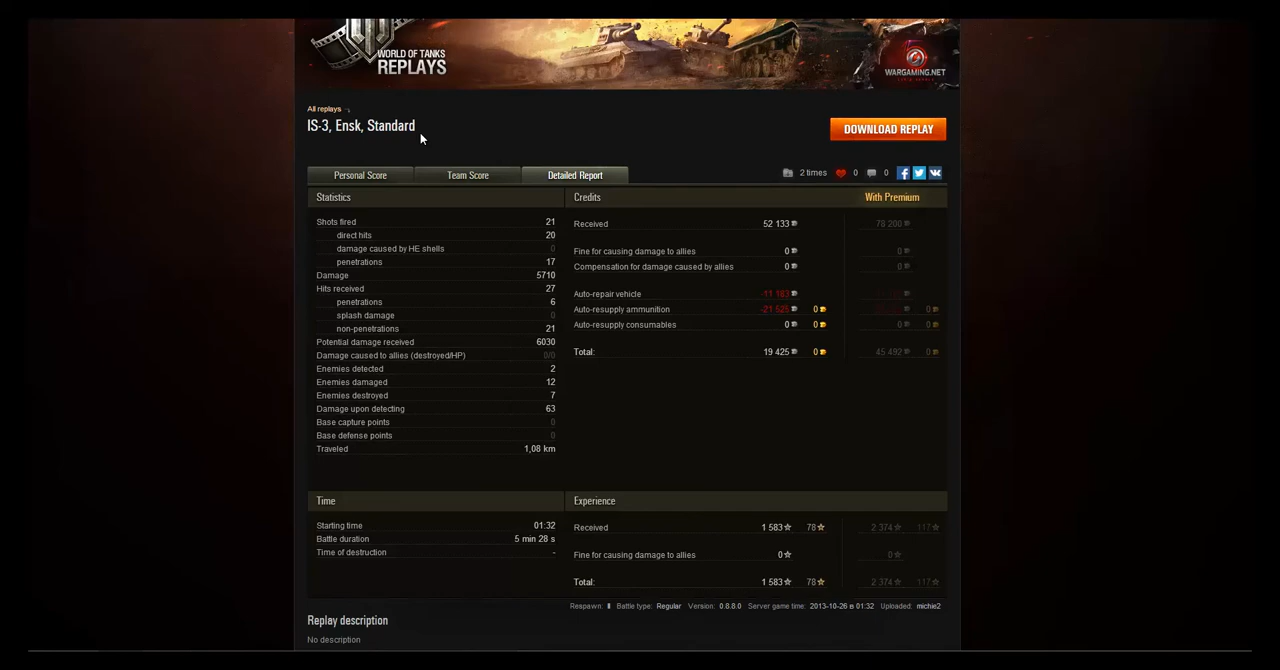 WORLD OF TANKS
REPLAYS
WARGAMING.NET
All replays
IS-3, Ensk, Standard
DOWNLOAD REPLAY
Personal Score Team Score Detailed Report 2 times 0 0
Statistics Credits With Premium
Shots fired 21 Received 52 133 78 200
direct hits 20
damage caused by HE shells 0 Fine for causing damage to allies 0 0
penetrations 17 Compensation for damage caused by allies 0 0
Damage 5710
Hits received 27 Auto-repair vehicle -11 183
penetrations 6 Auto-resupply ammunition -21 525 0 0
splash damage 0 Auto-resupply consumables 0 0 0 0
non-penetrations 21
Potential damage received 6030 Total: 19 425 0 45 492 0
Damage caused to allies (destroyed/HP) 0/0
Enemies detected 2
Enemies damaged 12
Enemies destroyed 7
Damage upon detecting 63
Base capture points 0
Base defense points 0
Traveled 1,08 km
Time Experience
Starting time 01:32 Received 1 583 78 2 374 117
Battle duration 5 min 28 s
Time of destruction - Fine for causing damage to allies 0 0
Total: 1 583 78 2 374 117
Respawn: II Battle type: Regular Version: 0.8.8.0 Server game time: 2013-10-26 в 01:32 Uploaded: michie2
Replay description
No description